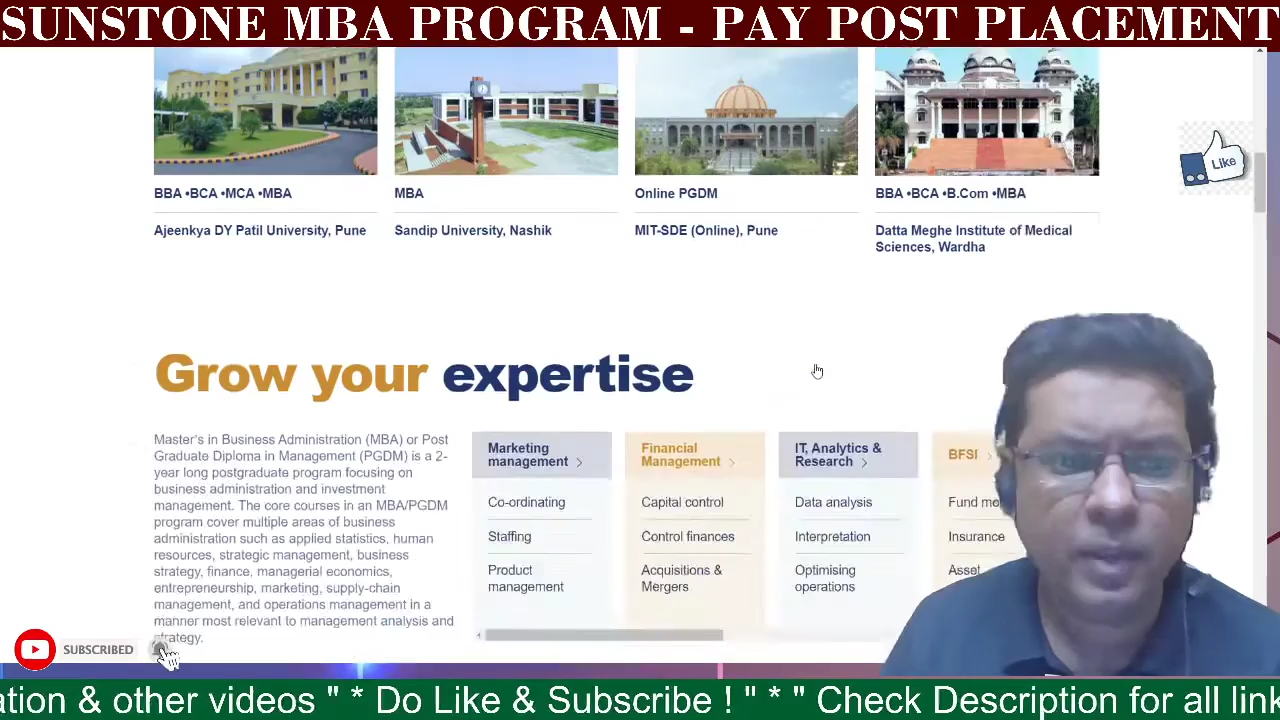 SUNSTONE MBA PROGRAM - PAY POST PLACEMENT
Like
BBA •BCA •MCA •MBA
Ajeenkya DY Patil University, Pune
MBA
Sandip University, Nashik
Online PGDM
MIT-SDE (Online), Pune
BBA •BCA •B.Com •MBA
Datta Meghe Institute of Medical
Sciences, Wardha
Grow your expertise
Master's in Business Administration (MBA) or Post
Graduate Diploma in Management (PGDM) is a 2-
year long postgraduate program focusing on
business administration and investment
management. The core courses in an MBA/PGDM
program cover multiple areas of business
administration such as applied statistics, human
resources, strategic management, business
strategy, finance, managerial economics,
entrepreneurship, marketing, supply-chain
management, and operations management in a
manner most relevant to management analysis and
strategy.
Marketing
management
Co-ordinating
Staffing
Product
management
Financial
Management
Capital control
Control finances
Acquisitions &
Mergers
IT, Analytics &
Research
Data analysis
Interpretation
Optimising
operations
BFSI
Fund
Insurance
Asset
SUBSCRIBED
ation & other videos " * Do Like & Subscribe ! " * " Check Description for all link